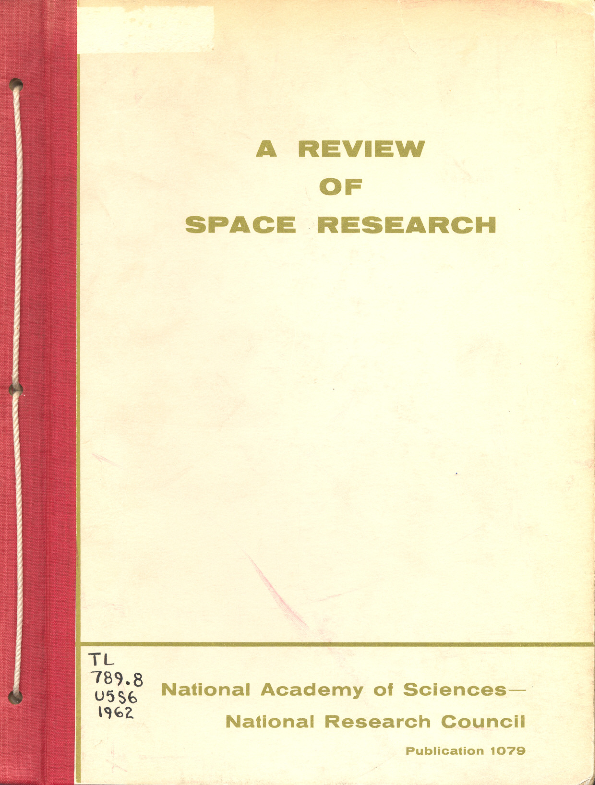 A REVIEW
OF
SPACE RESEARCH
TL
789.8
U5S6
1962
National Academy of Sciences—
National Research Council
Publication 1079